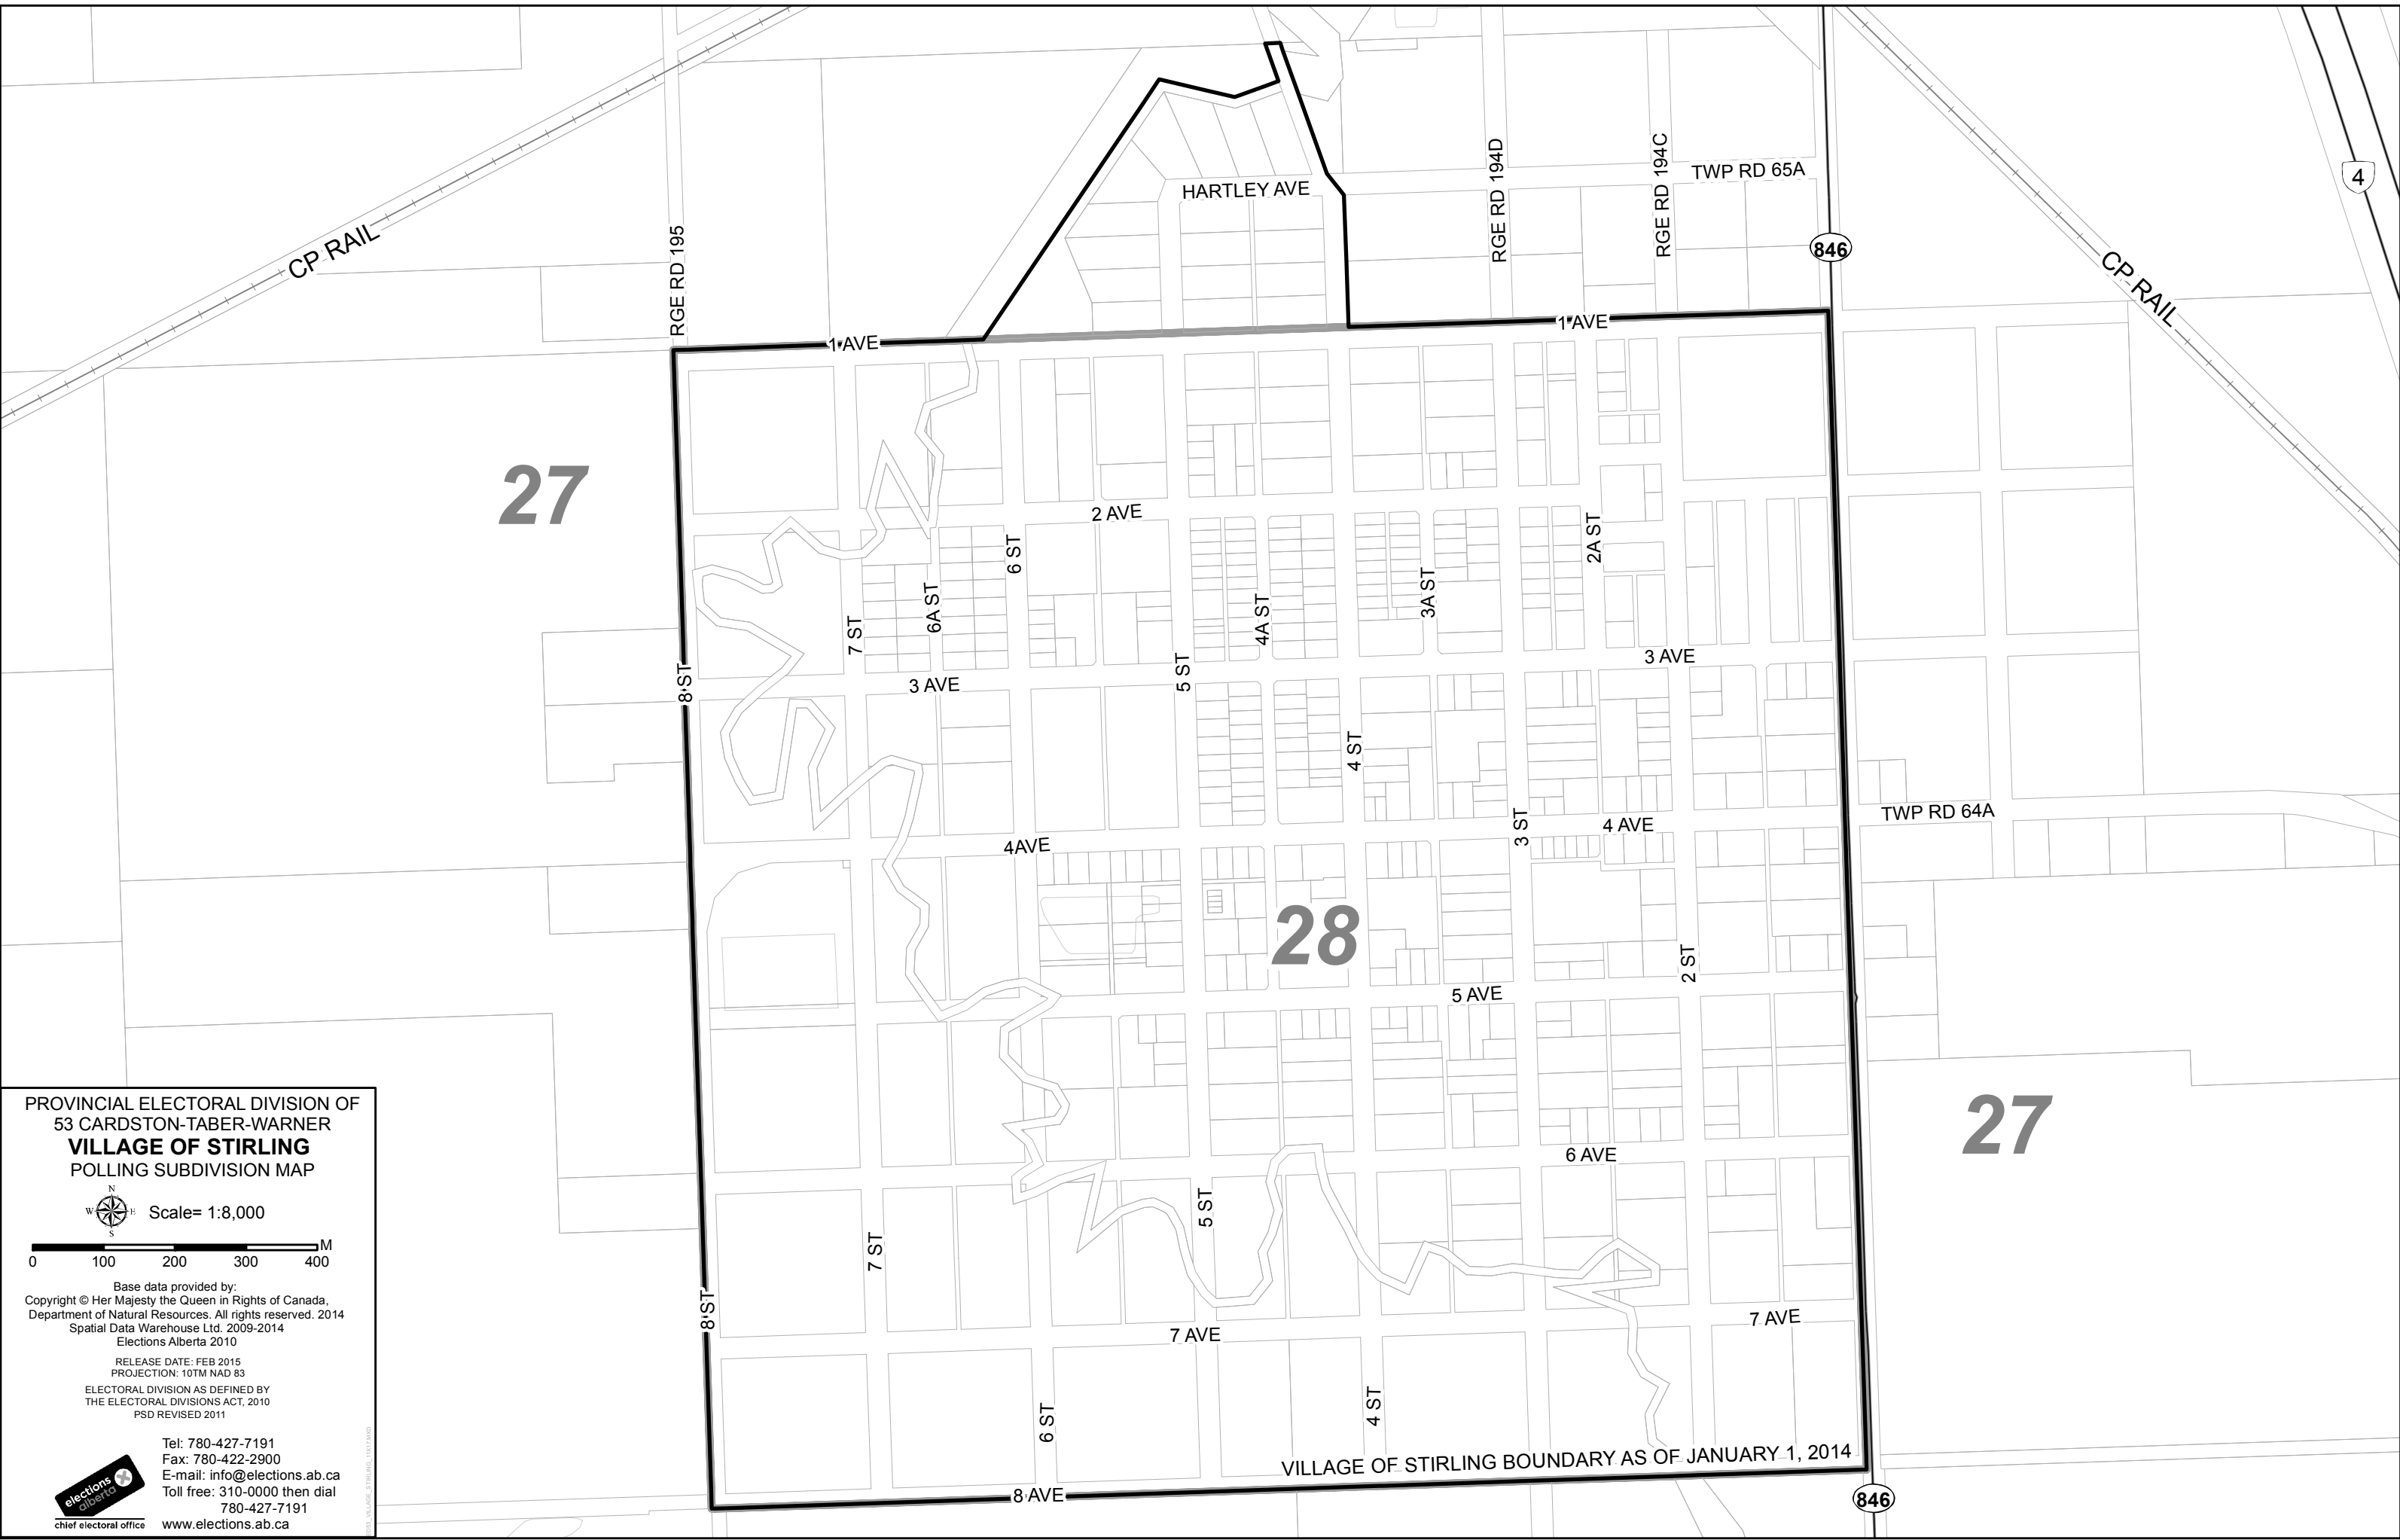 4
HARTLEY AVE
TWP RD 65A
RGE RD 194D
RGE RD 194C
RGE RD 195
CP RAIL
846
CP RAIL
1 AVE
1 AVE
27
2 AVE
2A ST
6 ST
6A ST
4A ST
3A ST
7 ST
3 AVE
5 ST
8 ST
3 AVE
4 ST
TWP RD 64A
3 ST
4 AVE
4AVE
28
2 ST
5 AVE
27
6 AVE
5 ST
7 ST
8 ST
7 AVE
7 AVE
6 ST
4 ST
VILLAGE OF STIRLING BOUNDARY AS OF JANUARY 1, 2014
8 AVE
846
PROVINCIAL ELECTORAL DIVISION OF
53 CARDSTON-TABER-WARNER
VILLAGE OF STIRLING
POLLING SUBDIVISION MAP
N
W E
S
Scale= 1:8,000
M
0 100 200 300 400
Base data provided by:
Copyright © Her Majesty the Queen in Rights of Canada,
Department of Natural Resources. All rights reserved. 2014
Spatial Data Warehouse Ltd. 2009-2014
Elections Alberta 2010
RELEASE DATE: FEB 2015
PROJECTION: 10TM NAD 83
ELECTORAL DIVISION AS DEFINED BY
THE ELECTORAL DIVISIONS ACT, 2010
PSD REVISED 2011
elections
alberta
chief electoral office
Tel: 780-427-7191
Fax: 780-422-2900
E-mail: info@elections.ab.ca
Toll free: 310-0000 then dial
780-427-7191
www.elections.ab.ca